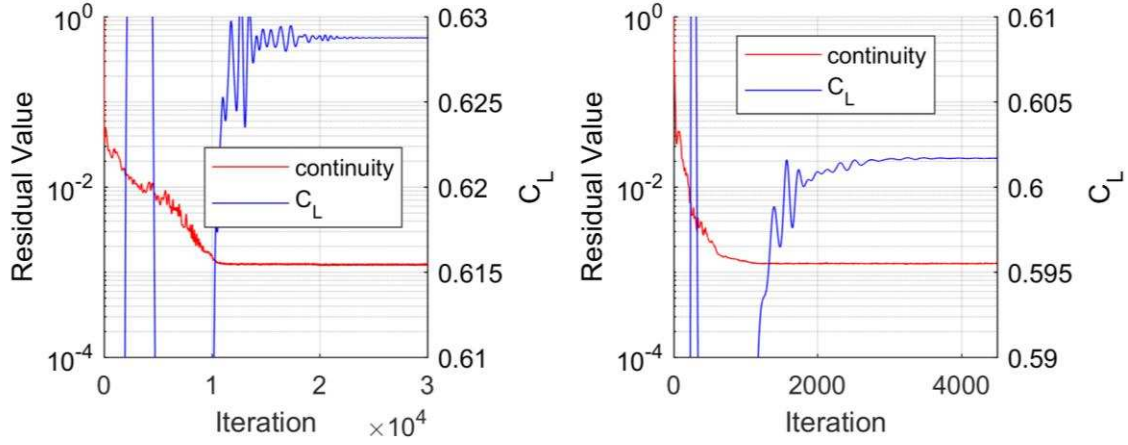 10^0
10^-2
10^-4
Residual Value
continuity
C_L
0.63
0.625
0.62
0.615
0.61
C_L
0 1 2 3
Iteration × 10^4
10^0
10^-2
10^-4
Residual Value
continuity
C_L
0.61
0.605
0.6
0.595
0.59
C_L
0 2000 4000
Iteration